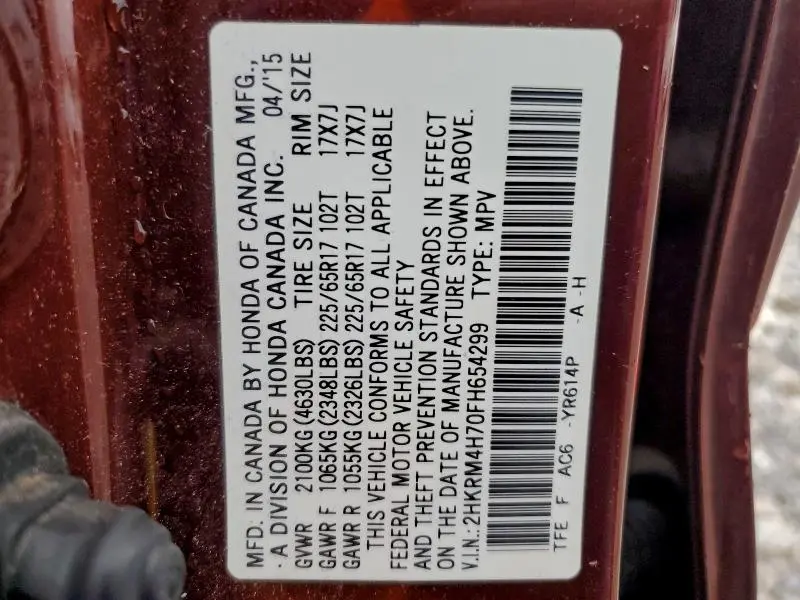 MFD. IN CANADA BY HONDA OF CANADA MFG.,
·A DIVISION OF HONDA CANADA INC. 04/'15
GVWR 2100KG(4630LBS) TIRE SIZE RIM SIZE
GAWR F 1065KG(2348LBS)225/65R17 102T 17X7J
GAWR R 1055KG(2326LBS)225/65R17 102T 17X7J
THIS VEHICLE CONFORMS TO ALL APPLICABLE
FEDERAL MOTOR VEHICLE SAFETY
AND THEFT PREVENTION STANDARDS IN EFFECT
ON THE DATE OF MANUFACTURE SHOWN ABOVE.
V.I.N.:2HKRM4H70FH654299 TYPE: MPV
TFE F AC6 -YR614P -A -H